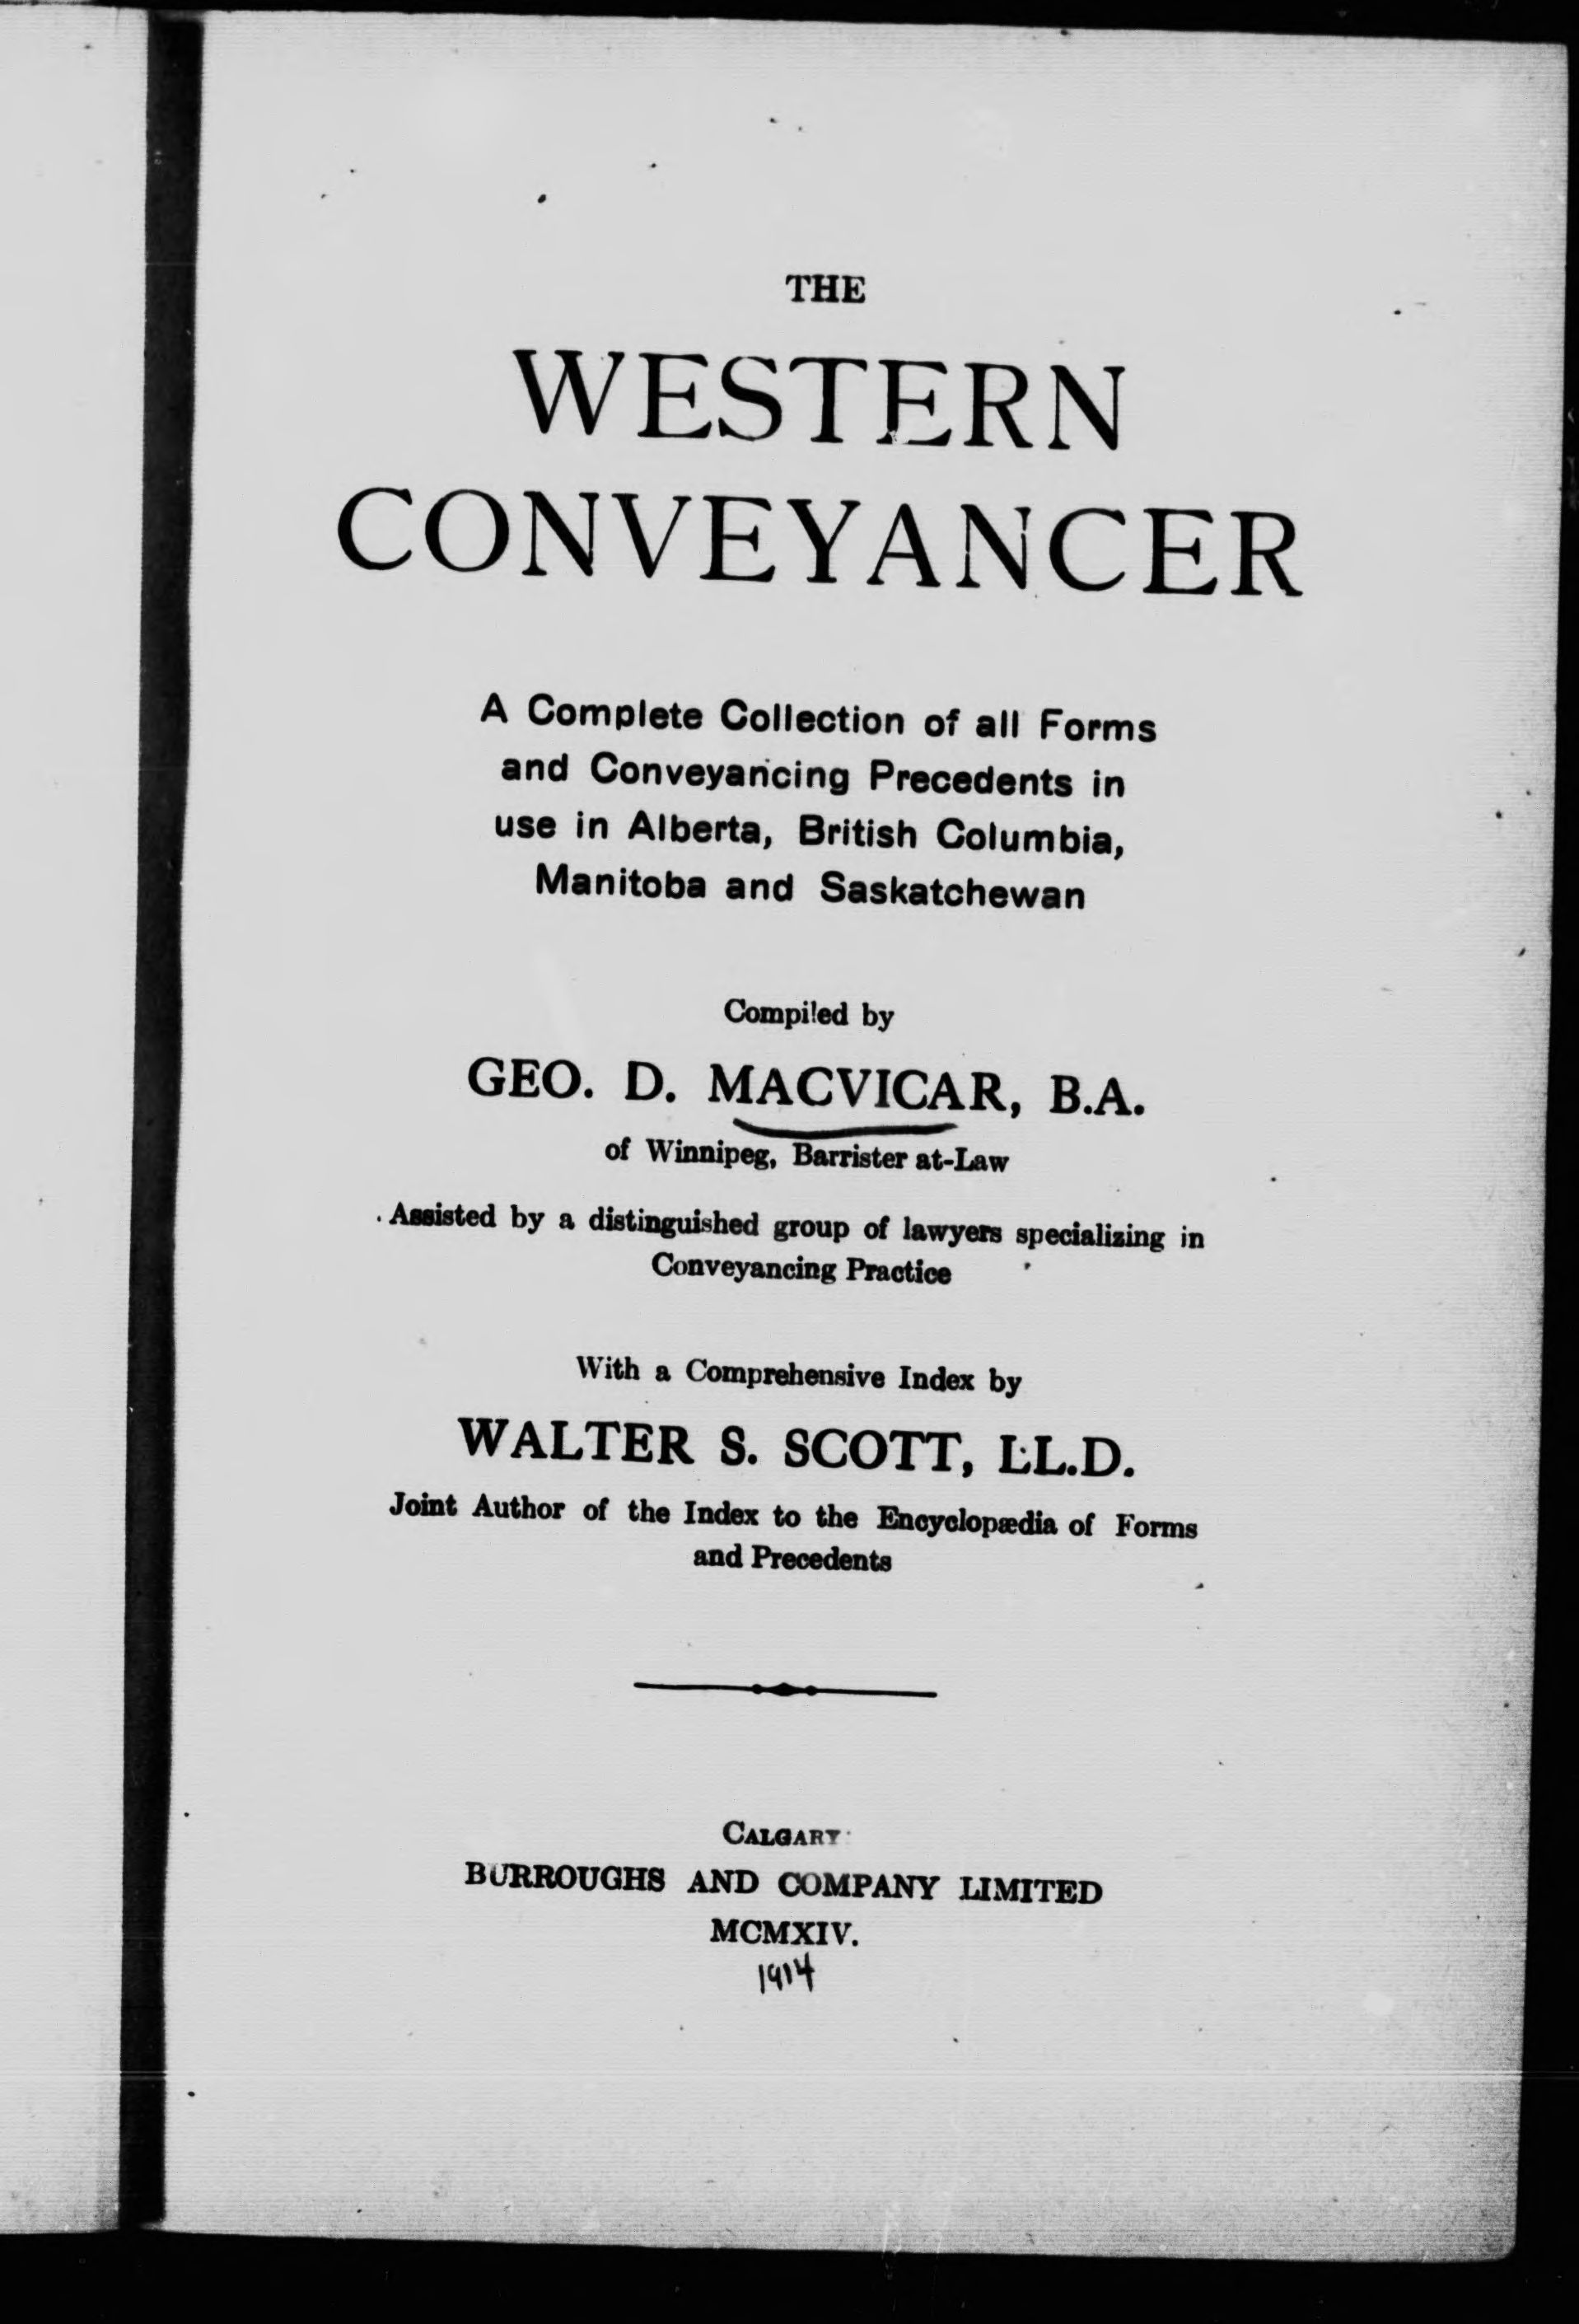 THE
WESTERN
CONVEYANCER
A Complete Collection of all Forms
and Conveyancing Precedents in
use in Alberta, British Columbia,
Manitoba and Saskatchewan
Compiled by
GEO. D. MACVICAR, B.A.
of Winnipeg, Barrister at-Law
Assisted by a distinguished group of lawyers specializing in
Conveyancing Practice
With a Comprehensive Index by
WALTER S. SCOTT, LL.D.
Joint Author of the Index to the Encyclopædia of Forms
and Precedents
CALGARY
BURROUGHS AND COMPANY LIMITED
MCMXIV.
1914